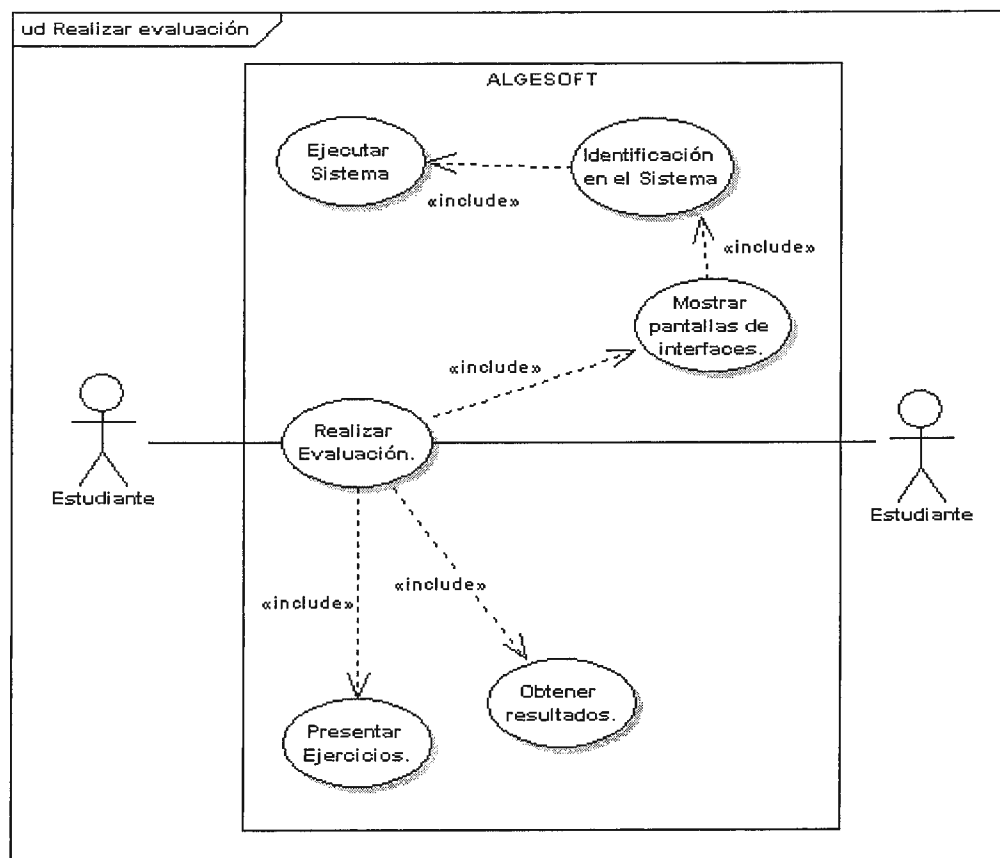 ud Realizar evaluación
ALGESOFT
Ejecutar
Sistema
Identificación
en el Sistema
«include»
«include»
Mostrar
pantallas de
interfaces.
«include»
Realizar
Evaluación.
Estudiante
Estudiante
«include»
«include»
Obtener
resultados.
Presentar
Ejercicios.